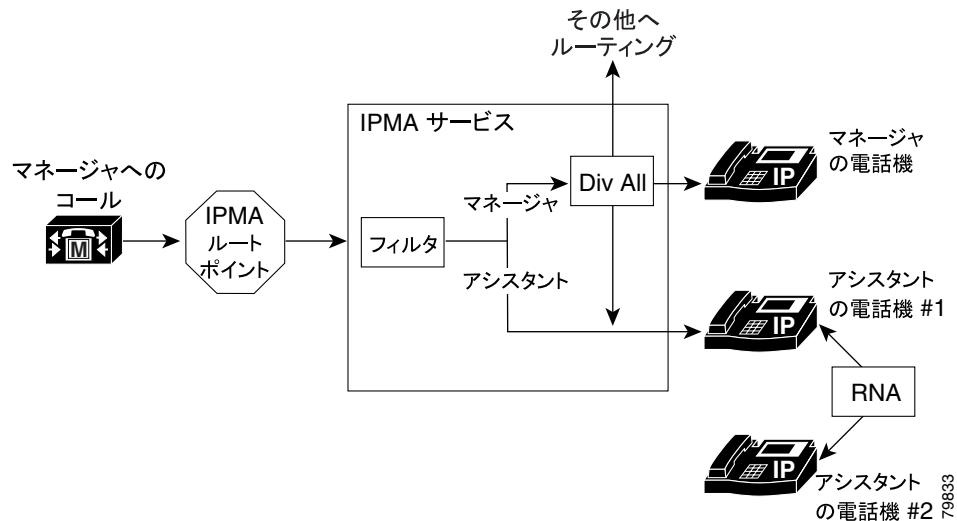 その他へ
ルーティング
IPMA サービス
マネージャへの
コール
M
IPMA
ルート
ポイント
フィルタ
マネージャ
アシスタント
Div All
マネージャ
の電話機
IP
アシスタント
の電話機 #1
IP
RNA
IP
アシスタント
の電話機 #2
79833